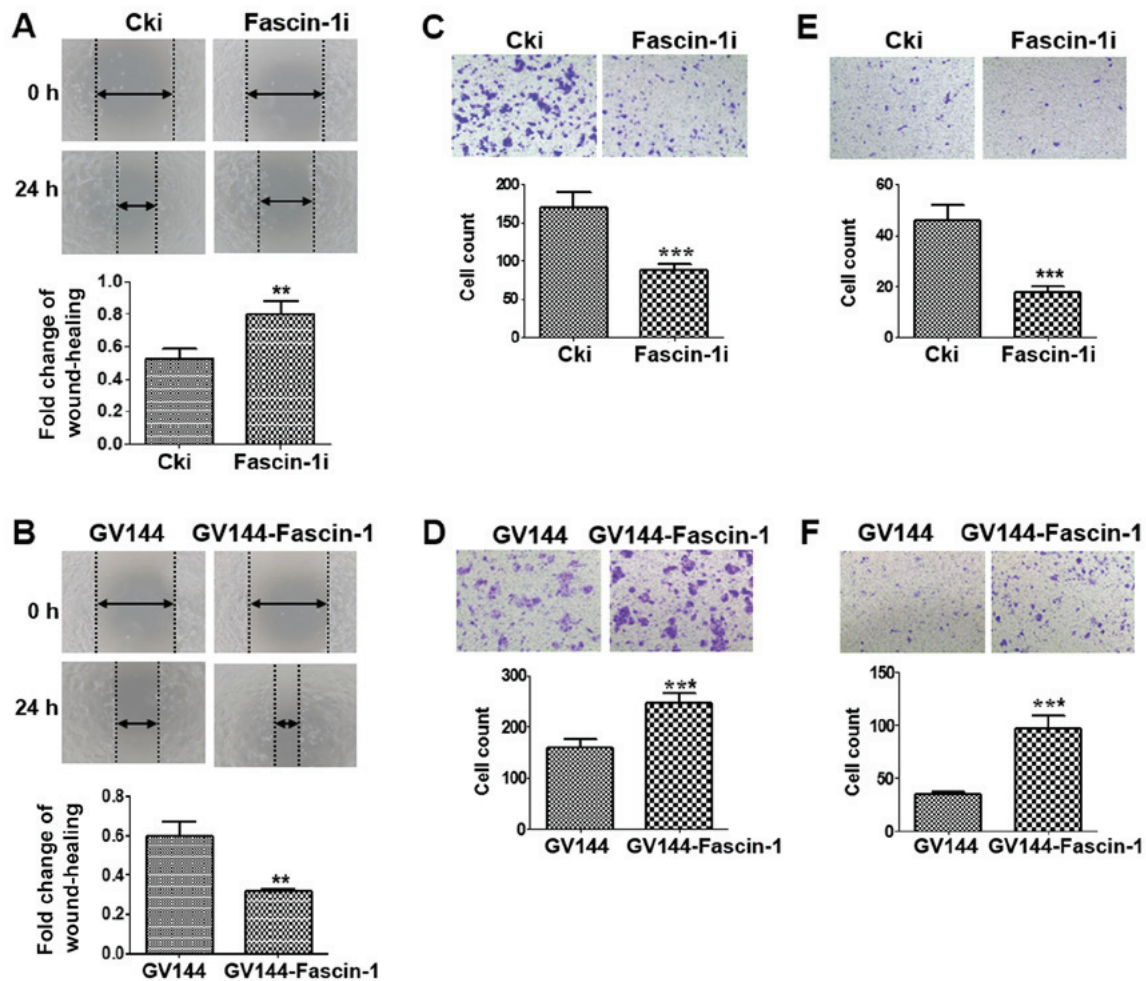 A
Cki Fascin-1i
0 h
24 h
Fold change of
wound-healing
1.0
0.8
0.6
0.4
0.2
0.0
**
Cki Fascin-1i
B
GV144 GV144-Fascin-1
0 h
24 h
Fold change of
wound-healing
0.8
0.6
0.4
0.2
0.0
**
GV144 GV144-Fascin-1
C
Cki Fascin-1i
Cell count
200
150
100
50
0
***
Cki Fascin-1i
D
GV144 GV144-Fascin-1
Cell count
300
200
100
0
***
GV144 GV144-Fascin-1
E
Cki Fascin-1i
Cell count
60
40
20
0
***
Cki Fascin-1i
F
GV144 GV144-Fascin-1
Cell count
150
100
50
0
***
GV144 GV144-Fascin-1